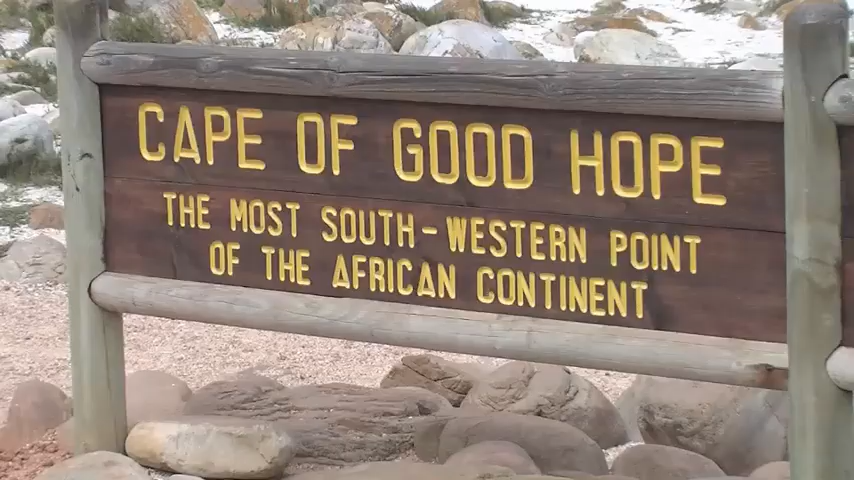 CAPE OF GOOD HOPE
THE MOST SOUTH-WESTERN POINT
OF THE AFRICAN CONTINENT